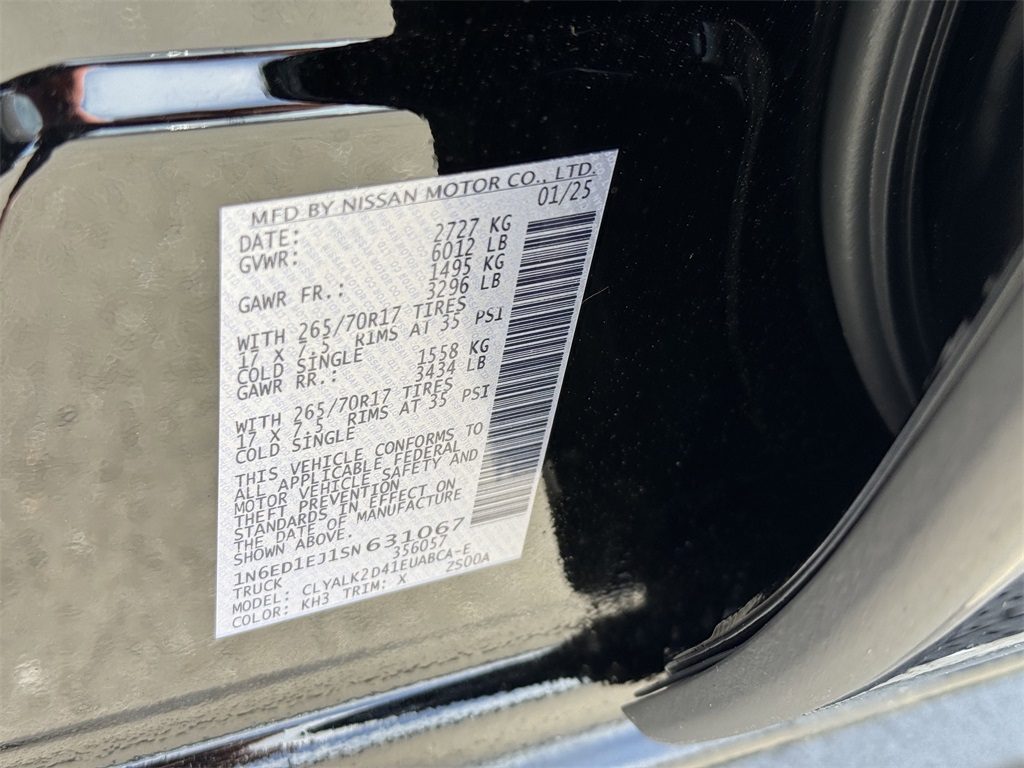 MFD BY NISSAN MOTOR CO., LTD.
DATE: 01/25
GVWR: 2727 KG
6012 LB
GAWR FR.: 1495 KG
3296 LB
WITH 265/70R17 TIRES
17 X 7.5 RIMS AT 35 PSI
COLD SINGLE
GAWR RR.: 1558 KG
3434 LB
WITH 265/70R17 TIRES
17 X 7.5 RIMS AT 35 PSI
COLD SINGLE
THIS VEHICLE CONFORMS TO
ALL APPLICABLE FEDERAL
MOTOR VEHICLE SAFETY AND
THEFT PREVENTION
STANDARDS IN EFFECT ON
THE DATE OF MANUFACTURE
SHOWN ABOVE.
1N6ED1EJ1SN631067
TRUCK 356057
MODEL: CLYALK2D41EUABCA-E
COLOR: KH3 TRIM: X ZS00A